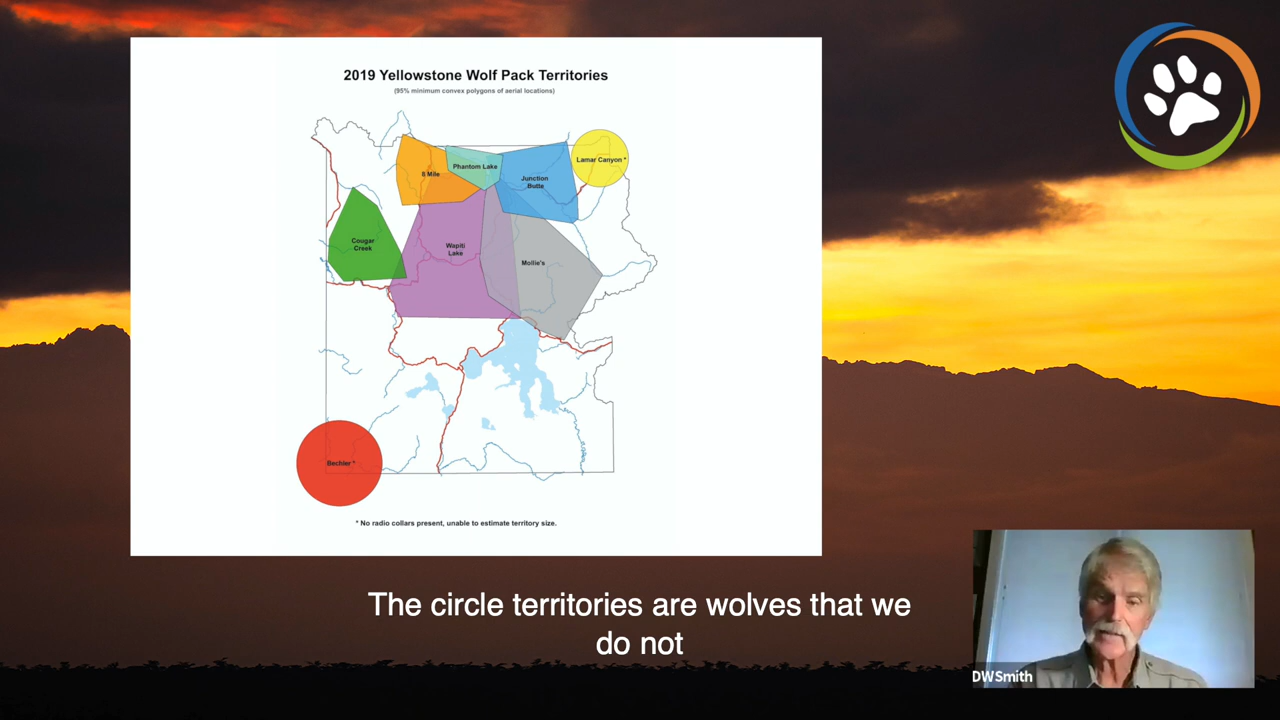 2019 Yellowstone Wolf Pack Territories
(95% minimum convex polygons of aerial locations)
8 Mile
Phantom Lake
Lamar Canyon *
Junction
Butte
Cougar
Creek
Wapiti
Lake
Mollie's
Bechler *
* No radio collars present, unable to estimate territory size.
The circle territories are wolves that we
do not
DWSmith